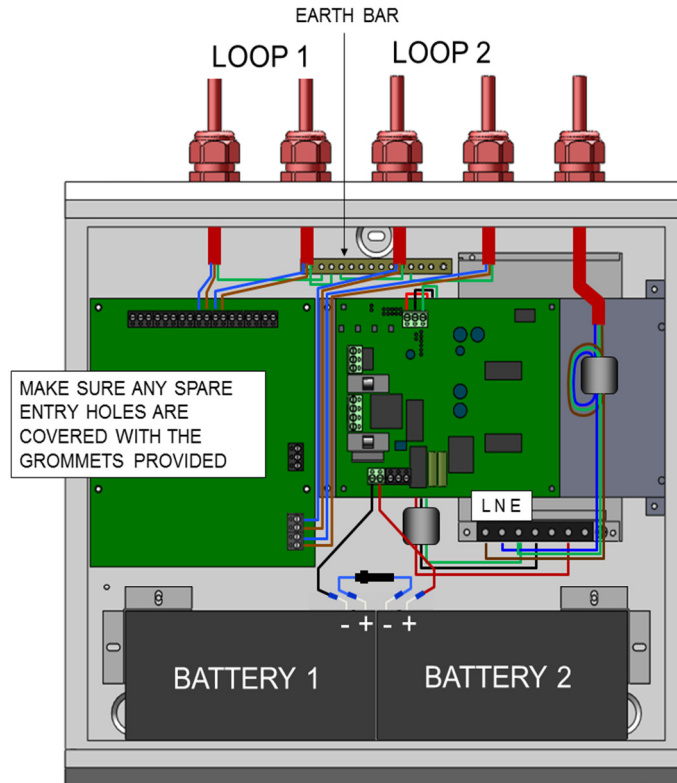 EARTH BAR
LOOP 1
LOOP 2
MAKE SURE ANY SPARE
ENTRY HOLES ARE
COVERED WITH THE
GROMMETS PROVIDED
L N E
- +
- +
BATTERY 1
BATTERY 2